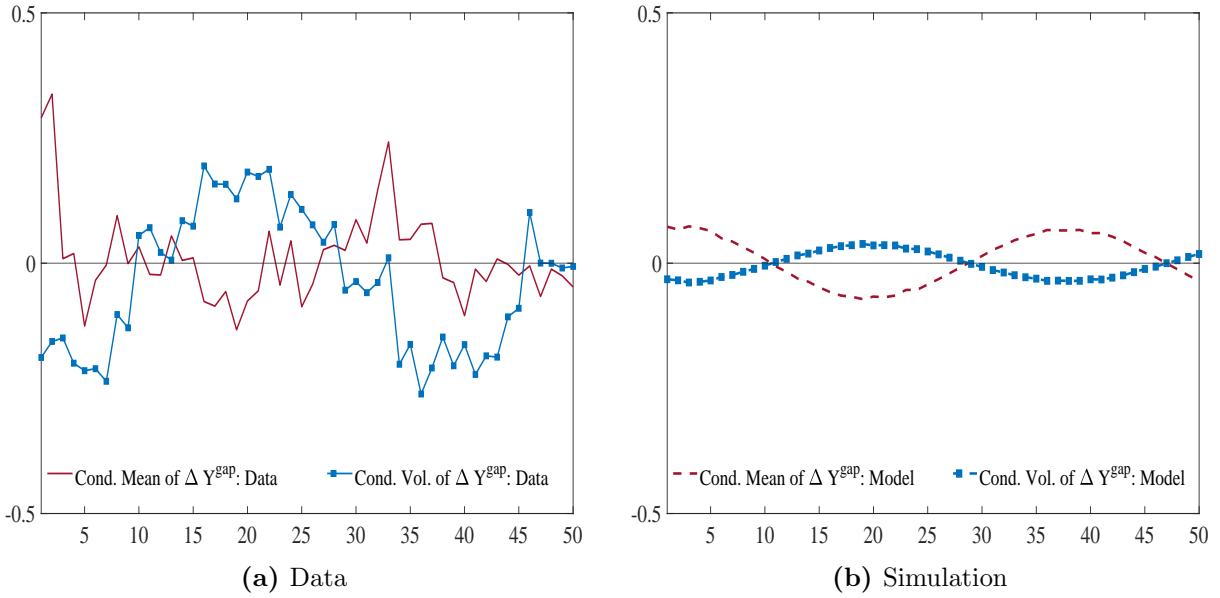 0.5
0
-0.5
5 10 15 20 25 30 35 40 45 50
Cond. Mean of Δ Y^gap: Data
Cond. Vol. of Δ Y^gap: Data
(a) Data
0.5
0
-0.5
5 10 15 20 25 30 35 40 45 50
Cond. Mean of Δ Y^gap: Model
Cond. Vol. of Δ Y^gap: Model
(b) Simulation